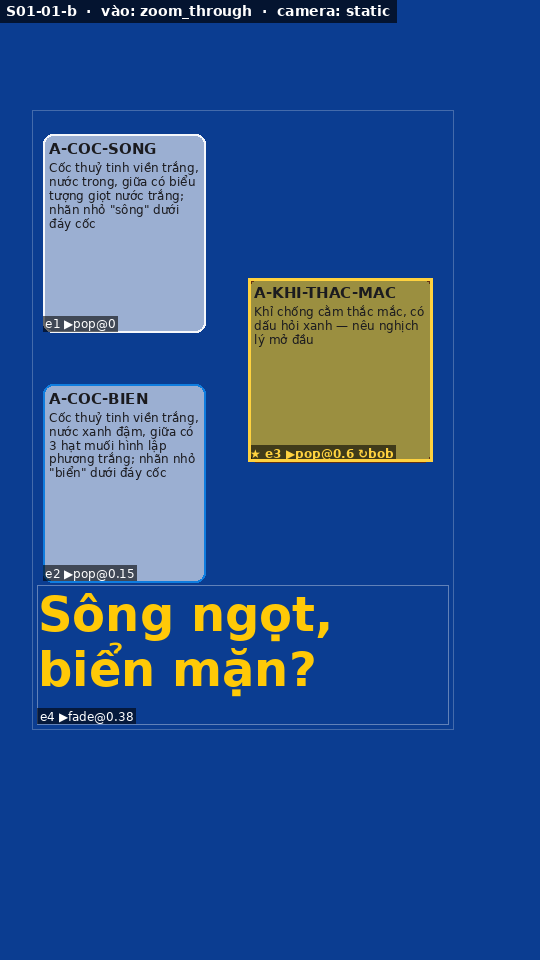 S01-01-b · vào: zoom_through · camera: static
A-COC-SONG
Cốc thuỷ tinh viền trắng,
nước trong, giữa có biểu
tượng giọt nước trắng;
nhãn nhỏ "sông" dưới
đáy cốc
e1 ▶pop@0
A-KHI-THAC-MAC
Khỉ chống cằm thắc mắc, có
dấu hỏi xanh — nêu nghịch
lý mở đầu
★ e3 ▶pop@0.6 ↻bob
A-COC-BIEN
Cốc thuỷ tinh viền trắng,
nước xanh đậm, giữa có
3 hạt muối hình lập
phương trắng; nhãn nhỏ
"biển" dưới đáy cốc
e2 ▶pop@0.15
Sông ngọt,
biển mặn?
e4 ▶fade@0.38